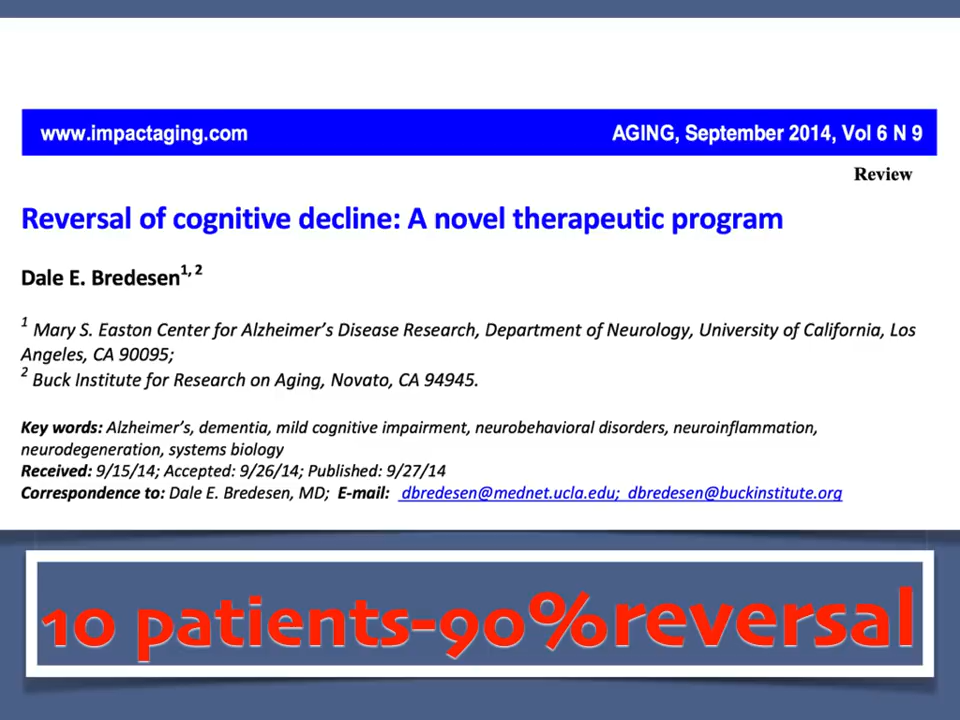 www.impactaging.com AGING, September 2014, Vol 6 N 9
Review
Reversal of cognitive decline: A novel therapeutic program
Dale E. Bredesen1, 2
1 Mary S. Easton Center for Alzheimer's Disease Research, Department of Neurology, University of California, Los
Angeles, CA 90095;
2 Buck Institute for Research on Aging, Novato, CA 94945.
Key words: Alzheimer's, dementia, mild cognitive impairment, neurobehavioral disorders, neuroinflammation,
neurodegeneration, systems biology
Received: 9/15/14; Accepted: 9/26/14; Published: 9/27/14
Correspondence to: Dale E. Bredesen, MD; E-mail: dbredesen@mednet.ucla.edu; dbredesen@buckinstitute.org
10 patients-90%reversal